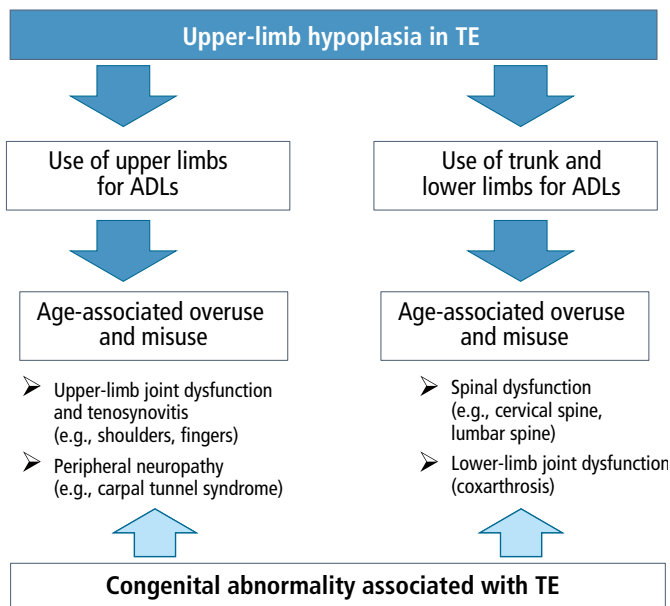 Upper-limb hypoplasia in TE
Use of upper limbs
for ADLs
Use of trunk and
lower limbs for ADLs
Age-associated overuse
and misuse
Age-associated overuse
and misuse
➢ Upper-limb joint dysfunction
and tenosynovitis
(e.g., shoulders, fingers)
➢ Peripheral neuropathy
(e.g., carpal tunnel syndrome)
➢ Spinal dysfunction
(e.g., cervical spine,
lumbar spine)
➢ Lower-limb joint dysfunction
(coxarthrosis)
Congenital abnormality associated with TE